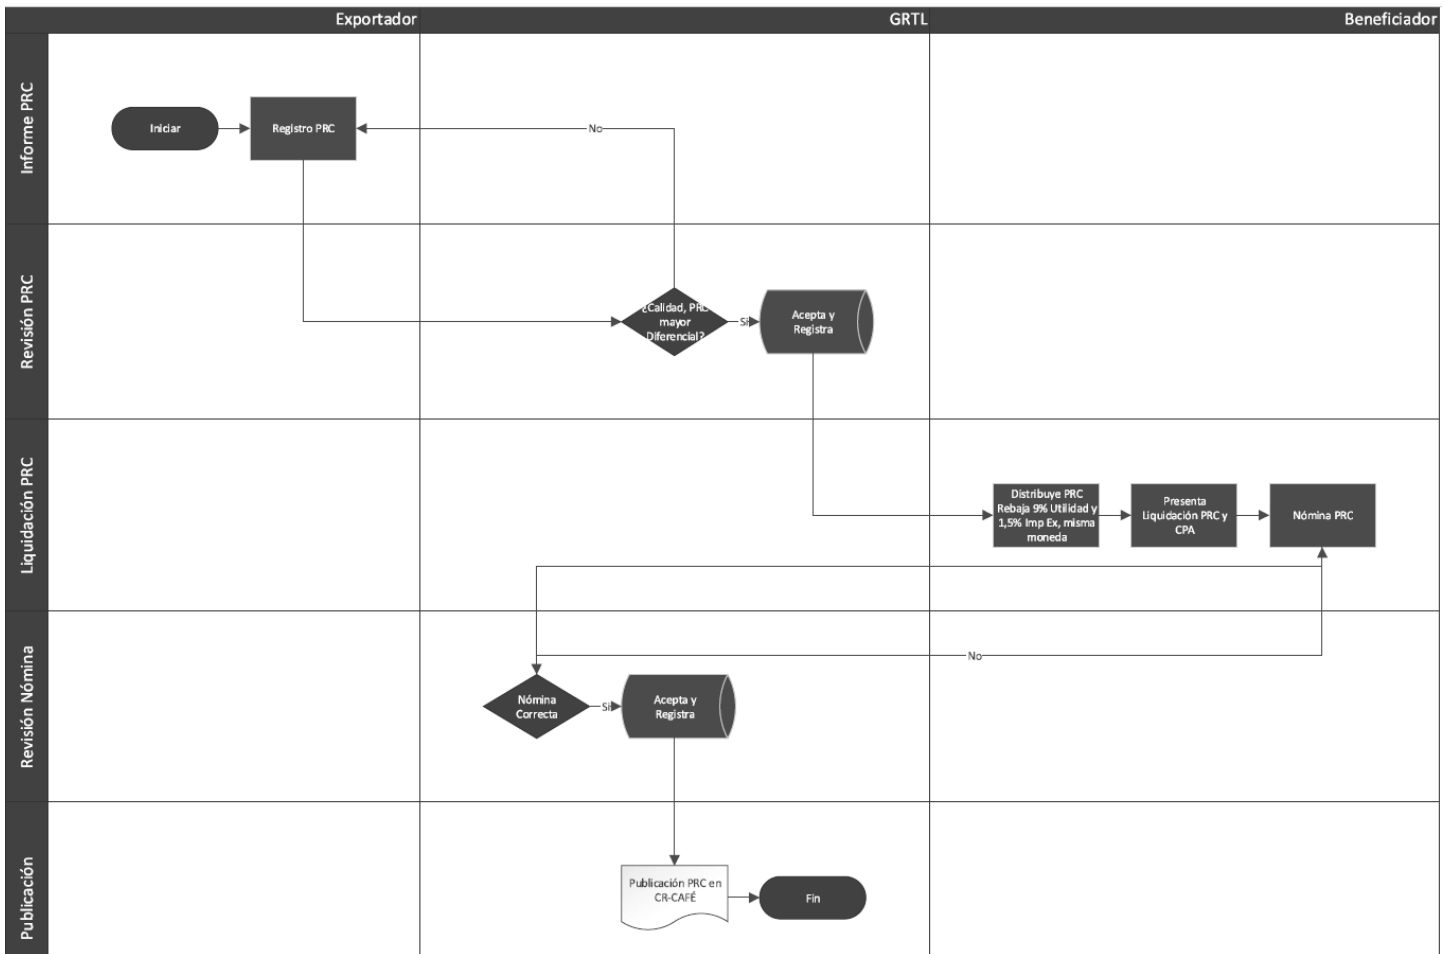 Exportador
GRTL
Beneficiador
Informe PRC
Iniciar
Registro PRC
No
Revisión PRC
¿Calidad, PRC
mayor
Diferencial?
Si
Acepta y
Registra
Liquidación PRC
Distribuye PRC
Rebaja 9% Utilidad y
1,5% Imp Ex, misma
moneda
Presenta
Liquidación PRC y
CPA
Nómina PRC
Revisión Nómina
No
Nómina
Correcta
Si
Acepta y
Registra
Publicación
Publicación PRC en
CR-CAFÉ
Fin